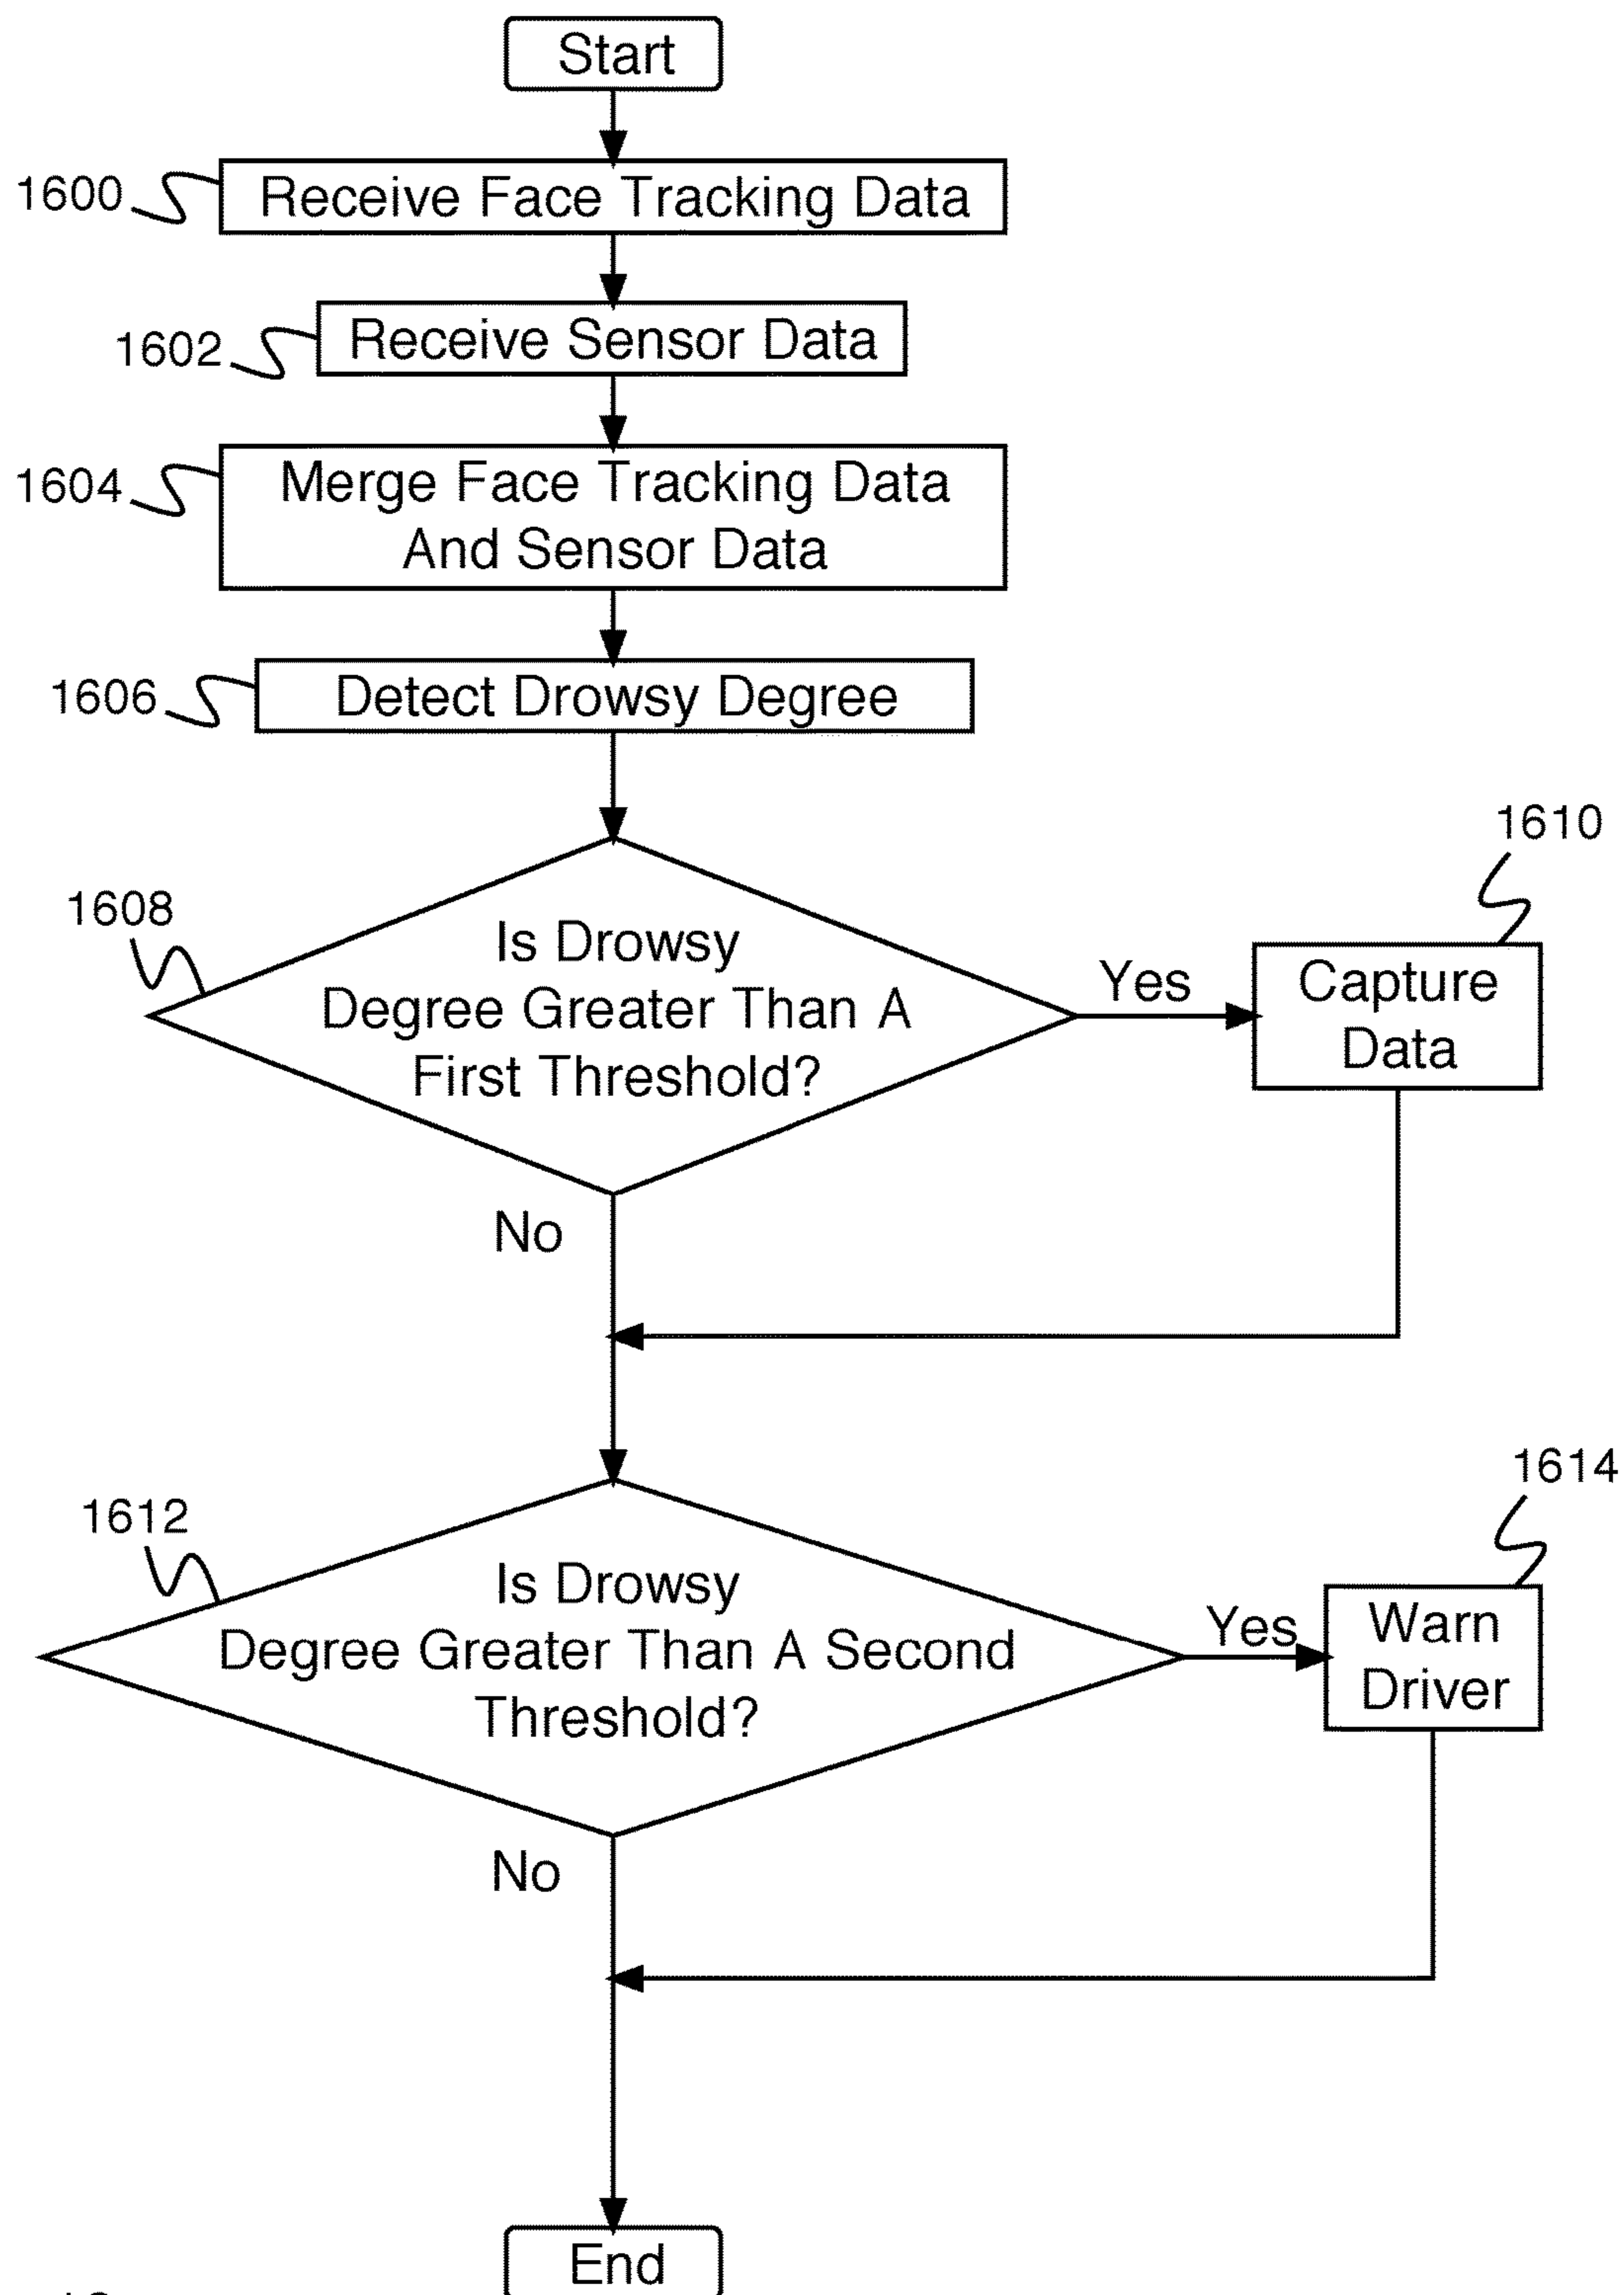 Start
1600
Receive Face Tracking Data
1602
Receive Sensor Data
1604
Merge Face Tracking Data
And Sensor Data
1606
Detect Drowsy Degree
1608
Is Drowsy
Degree Greater Than A
First Threshold?
Yes
1610
Capture
Data
No
1612
Is Drowsy
Degree Greater Than A Second
Threshold?
Yes
1614
Warn
Driver
No
End